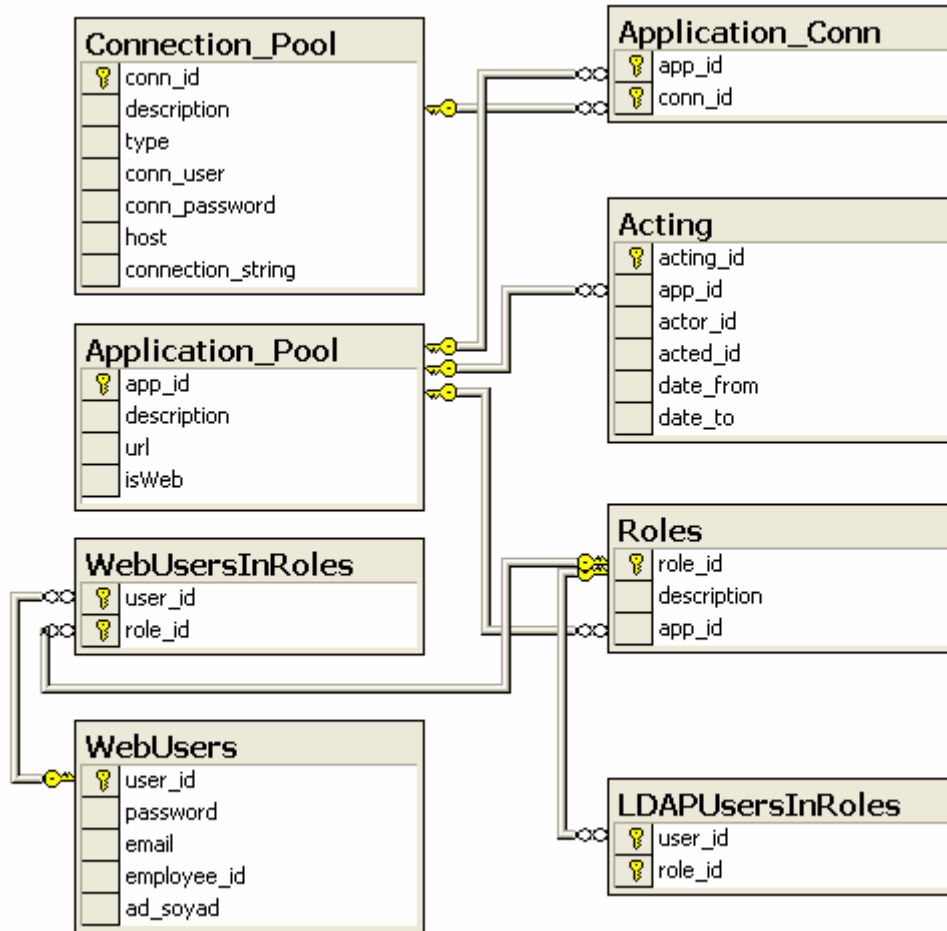 Connection_Pool
conn_id
description
type
conn_user
conn_password
host
connection_string
Application_Conn
app_id
conn_id
Acting
acting_id
app_id
actor_id
acted_id
date_from
date_to
Application_Pool
app_id
description
url
isWeb
WebUsersInRoles
user_id
role_id
Roles
role_id
description
app_id
WebUsers
user_id
password
email
employee_id
ad_soyad
LDAPUsersInRoles
user_id
role_id